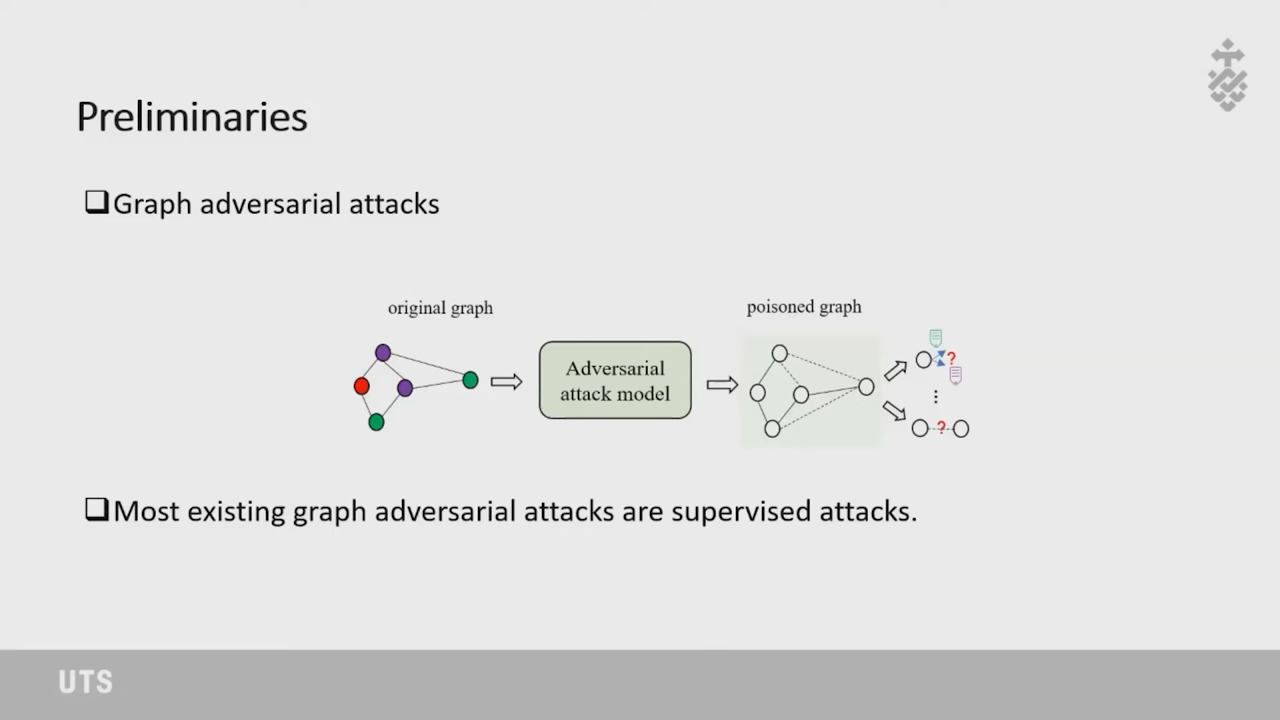 Preliminaries
Graph adversarial attacks
original graph
poisoned graph
Adversarial
attack model
?
?
Most existing graph adversarial attacks are supervised attacks.
UTS